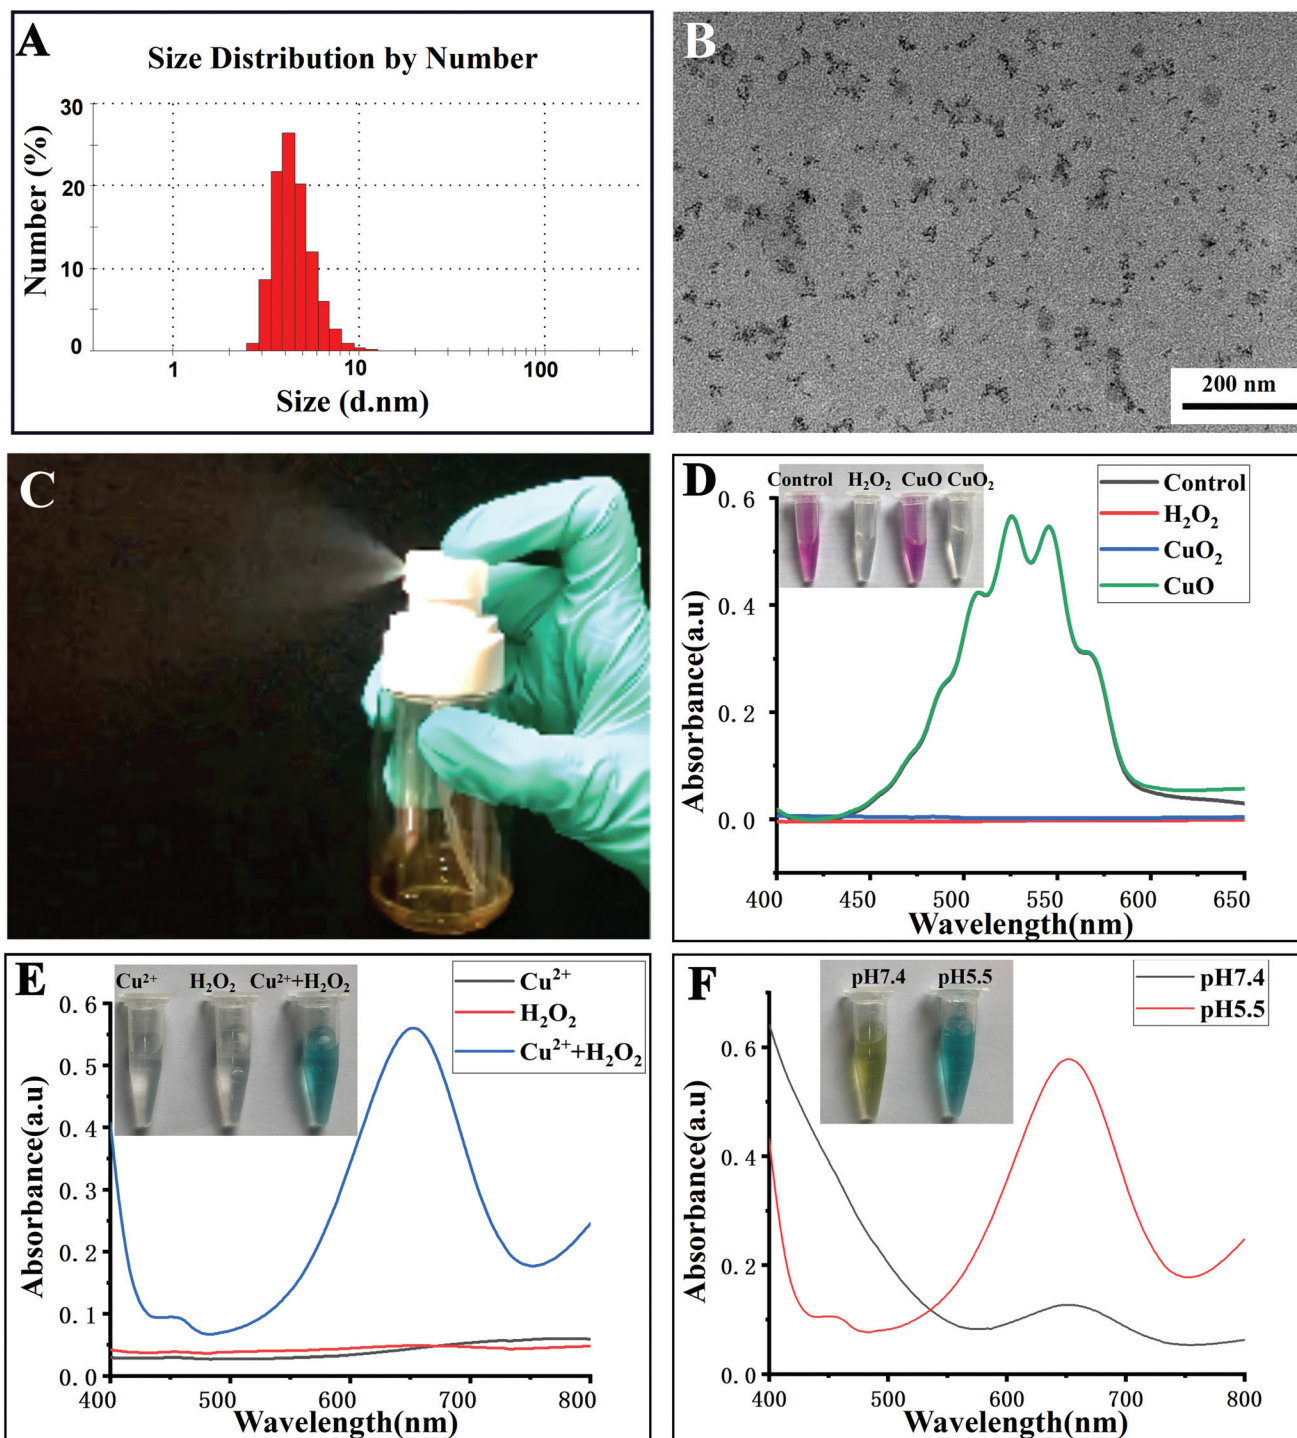 A
Size Distribution by Number
Number (%)
30
20
10
0
1 10 100
Size (d.nm)
B
200 nm
C
D
Control H₂O₂ CuO CuO₂
Control
H₂O₂
CuO₂
CuO
Absorbance(a.u)
0.6
0.4
0.2
0.0
400 450 500 550 600 650
Wavelength(nm)
E
Cu²⁺ H₂O₂ Cu²⁺+H₂O₂
Cu²⁺
H₂O₂
Cu²⁺+H₂O₂
Absorbance(a.u)
0.6
0.5
0.4
0.3
0.2
0.1
0.0
400 500 600 700 800
Wavelength(nm)
F
pH7.4 pH5.5
pH7.4
pH5.5
Absorbance(a.u)
0.6
0.4
0.2
0.0
400 500 600 700 800
Wavelength(nm)